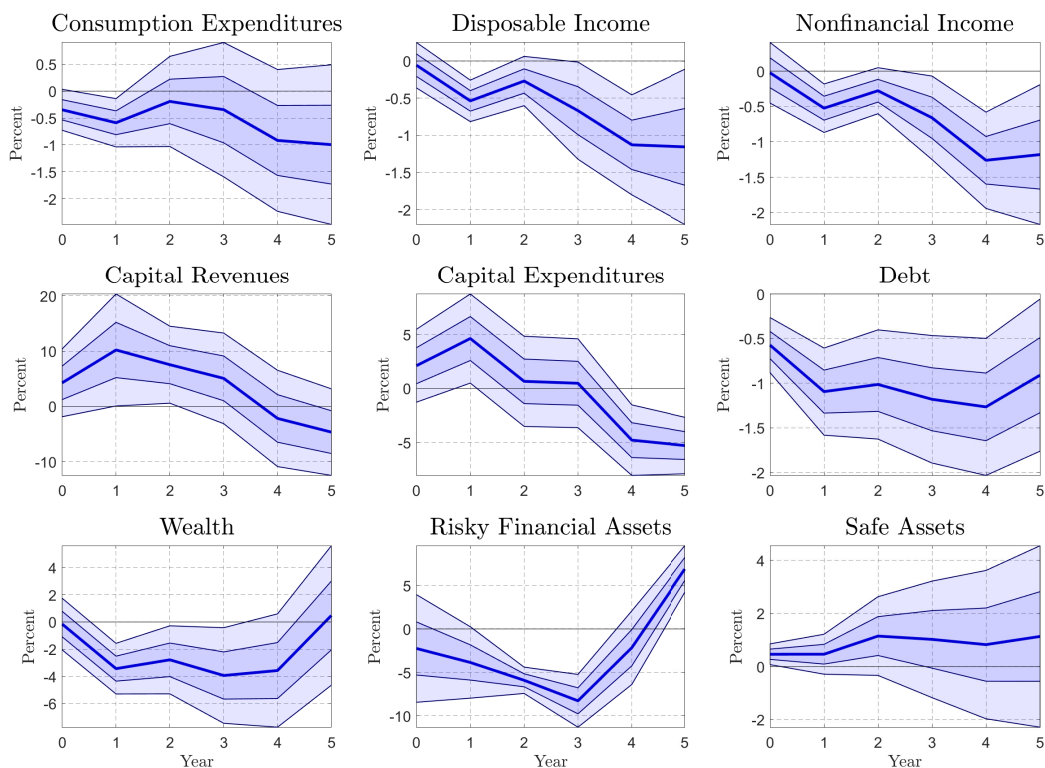 Consumption Expenditures
Disposable Income
Nonfinancial Income
Percent
0.5
0
-0.5
-1
-1.5
-2
0 1 2 3 4 5
Percent
0
-0.5
-1
-1.5
-2
0 1 2 3 4 5
Percent
0
-0.5
-1
-1.5
-2
0 1 2 3 4 5
Capital Revenues
Capital Expenditures
Debt
Percent
20
10
0
-10
0 1 2 3 4 5
Percent
5
0
-5
0 1 2 3 4 5
Percent
0
-0.5
-1
-1.5
-2
0 1 2 3 4 5
Wealth
Risky Financial Assets
Safe Assets
Percent
4
2
0
-2
-4
-6
0 1 2 3 4 5
Year
Percent
5
0
-5
-10
0 1 2 3 4 5
Year
Percent
4
2
0
-2
0 1 2 3 4 5
Year